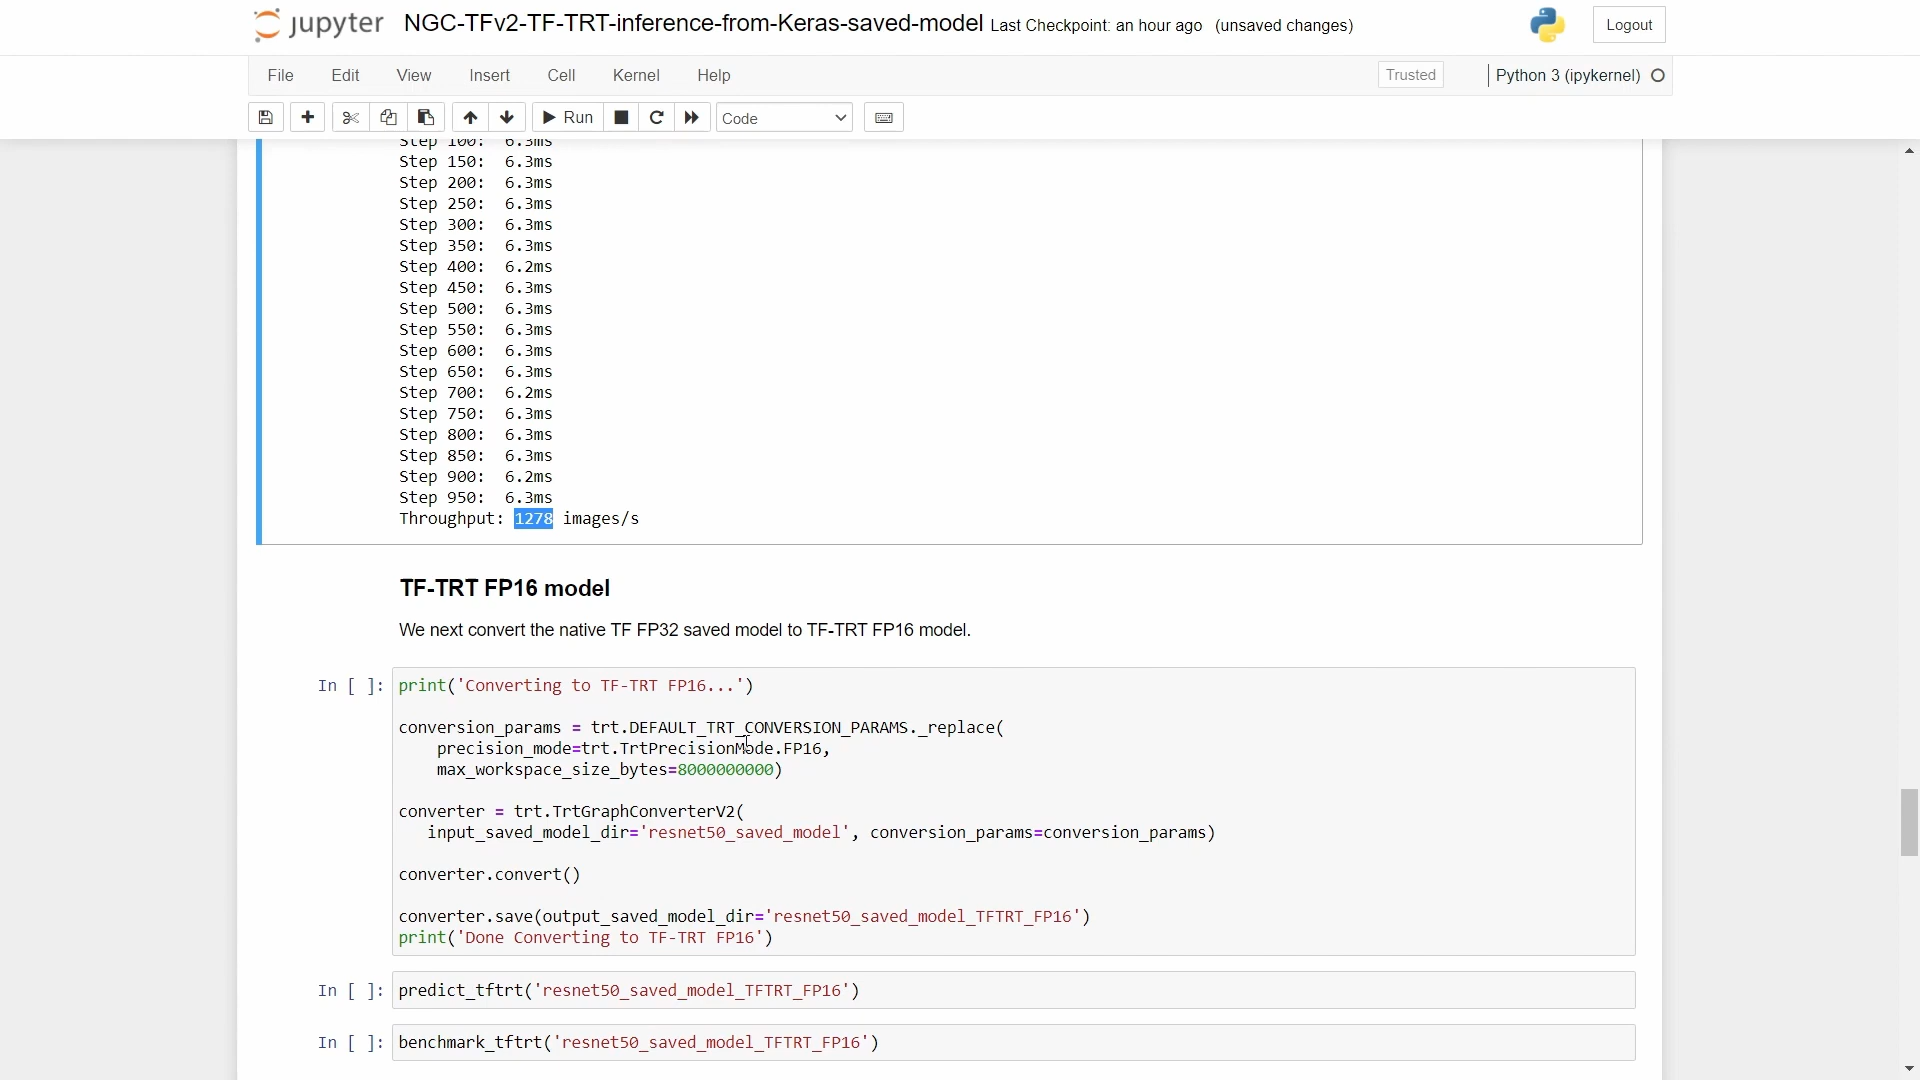 jupyter NGC-TFv2-TF-TRT-inference-from-Keras-saved-model Last Checkpoint: an hour ago (unsaved changes) Logout
File Edit View Insert Cell Kernel Help Trusted Python 3 (ipykernel)
Run Code
Step 100: 6.3ms
Step 150: 6.3ms
Step 200: 6.3ms
Step 250: 6.3ms
Step 300: 6.3ms
Step 350: 6.3ms
Step 400: 6.2ms
Step 450: 6.3ms
Step 500: 6.3ms
Step 550: 6.3ms
Step 600: 6.3ms
Step 650: 6.3ms
Step 700: 6.2ms
Step 750: 6.3ms
Step 800: 6.3ms
Step 850: 6.3ms
Step 900: 6.2ms
Step 950: 6.3ms
Throughput: 1278 images/s
TF-TRT FP16 model
We next convert the native TF FP32 saved model to TF-TRT FP16 model.
In [ ]: print('Converting to TF-TRT FP16...')
conversion_params = trt.DEFAULT_TRT_CONVERSION_PARAMS._replace(
precision_mode=trt.TrtPrecisionMode.FP16,
max_workspace_size_bytes=8000000000)
converter = trt.TrtGraphConverterV2(
input_saved_model_dir='resnet50_saved_model', conversion_params=conversion_params)
converter.convert()
converter.save(output_saved_model_dir='resnet50_saved_model_TFTRT_FP16')
print('Done Converting to TF-TRT FP16')
In [ ]: predict_tftrt('resnet50_saved_model_TFTRT_FP16')
In [ ]: benchmark_tftrt('resnet50_saved_model_TFTRT_FP16')